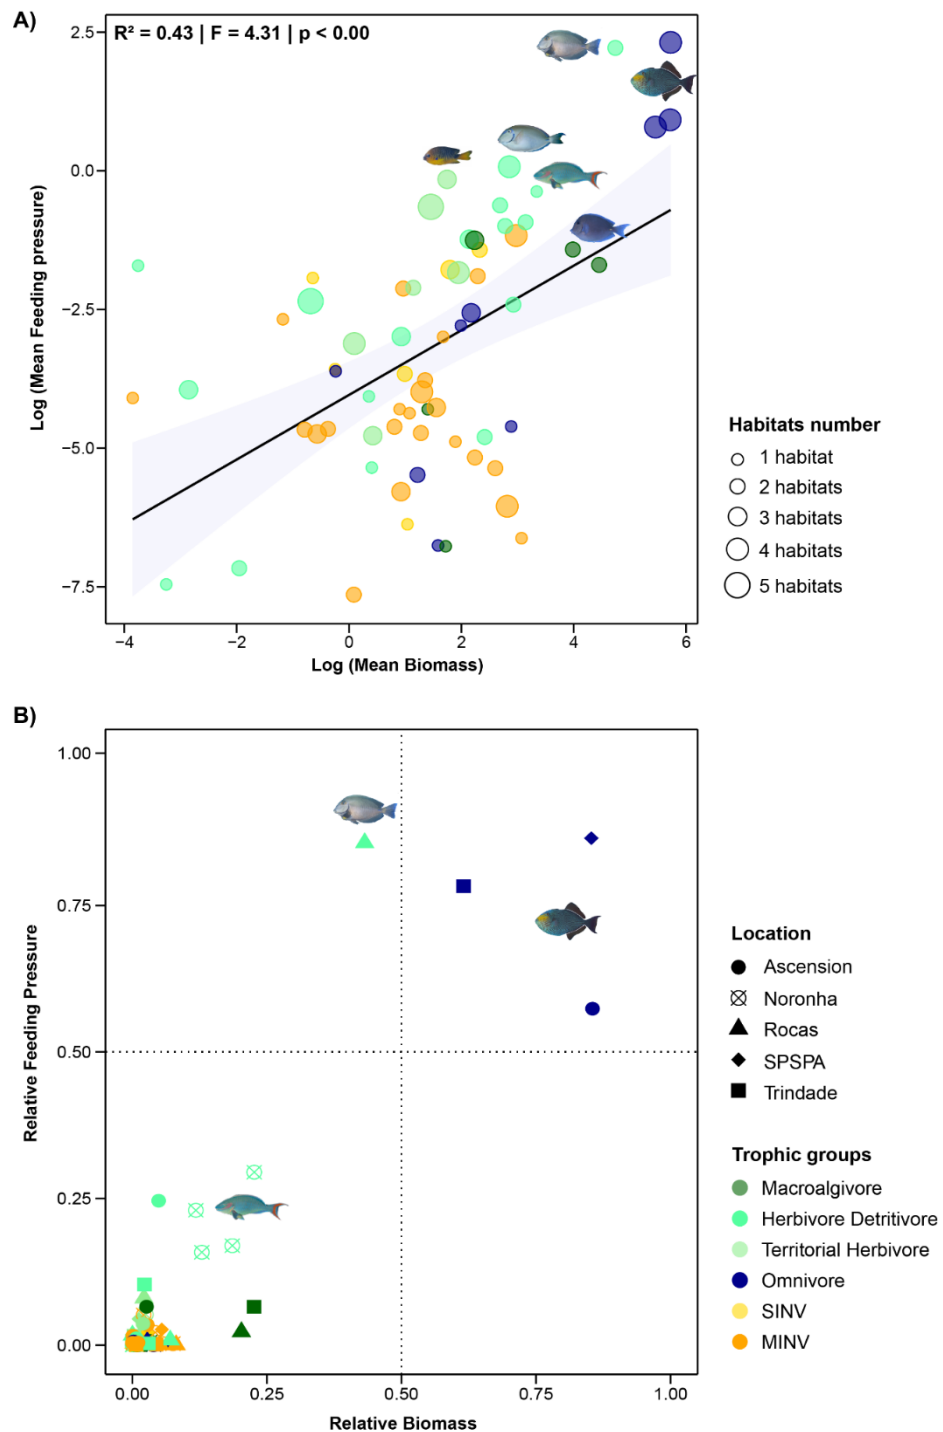 A)
R² = 0.43 | F = 4.31 | p < 0.00
2.5
0.0
−2.5
−5.0
−7.5
Log (Mean Feeding pressure)
−4
−2
0
2
4
6
Log (Mean Biomass)
Habitats number
1 habitat
2 habitats
3 habitats
4 habitats
5 habitats
B)
1.00
0.75
0.50
0.25
0.00
Relative Feeding Pressure
0.00
0.25
0.50
0.75
1.00
Relative Biomass
Location
Ascension
Noronha
Rocas
SPSPA
Trindade
Trophic groups
Macroalgivore
Herbivore Detritivore
Territorial Herbivore
Omnivore
SINV
MINV